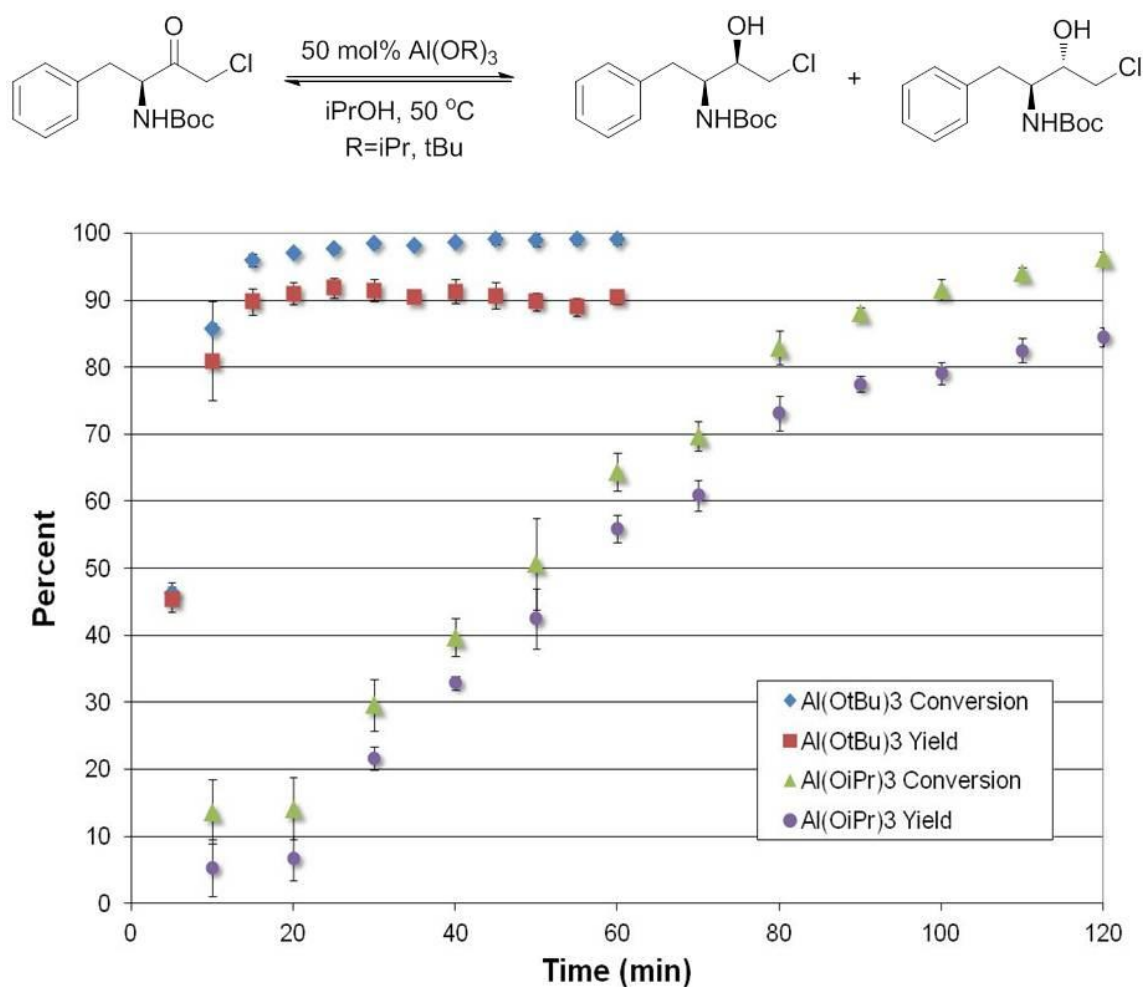 O
Cl
NHBoc
50 mol% Al(OR)3
iPrOH, 50 °C
R=iPr, tBu
OH
Cl
NHBoc
+
OH
Cl
NHBoc
Percent
100
90
80
70
60
50
40
30
20
10
0
Al(OtBu)3 Conversion
Al(OtBu)3 Yield
Al(OiPr)3 Conversion
Al(OiPr)3 Yield
0 20 40 60 80 100 120
Time (min)